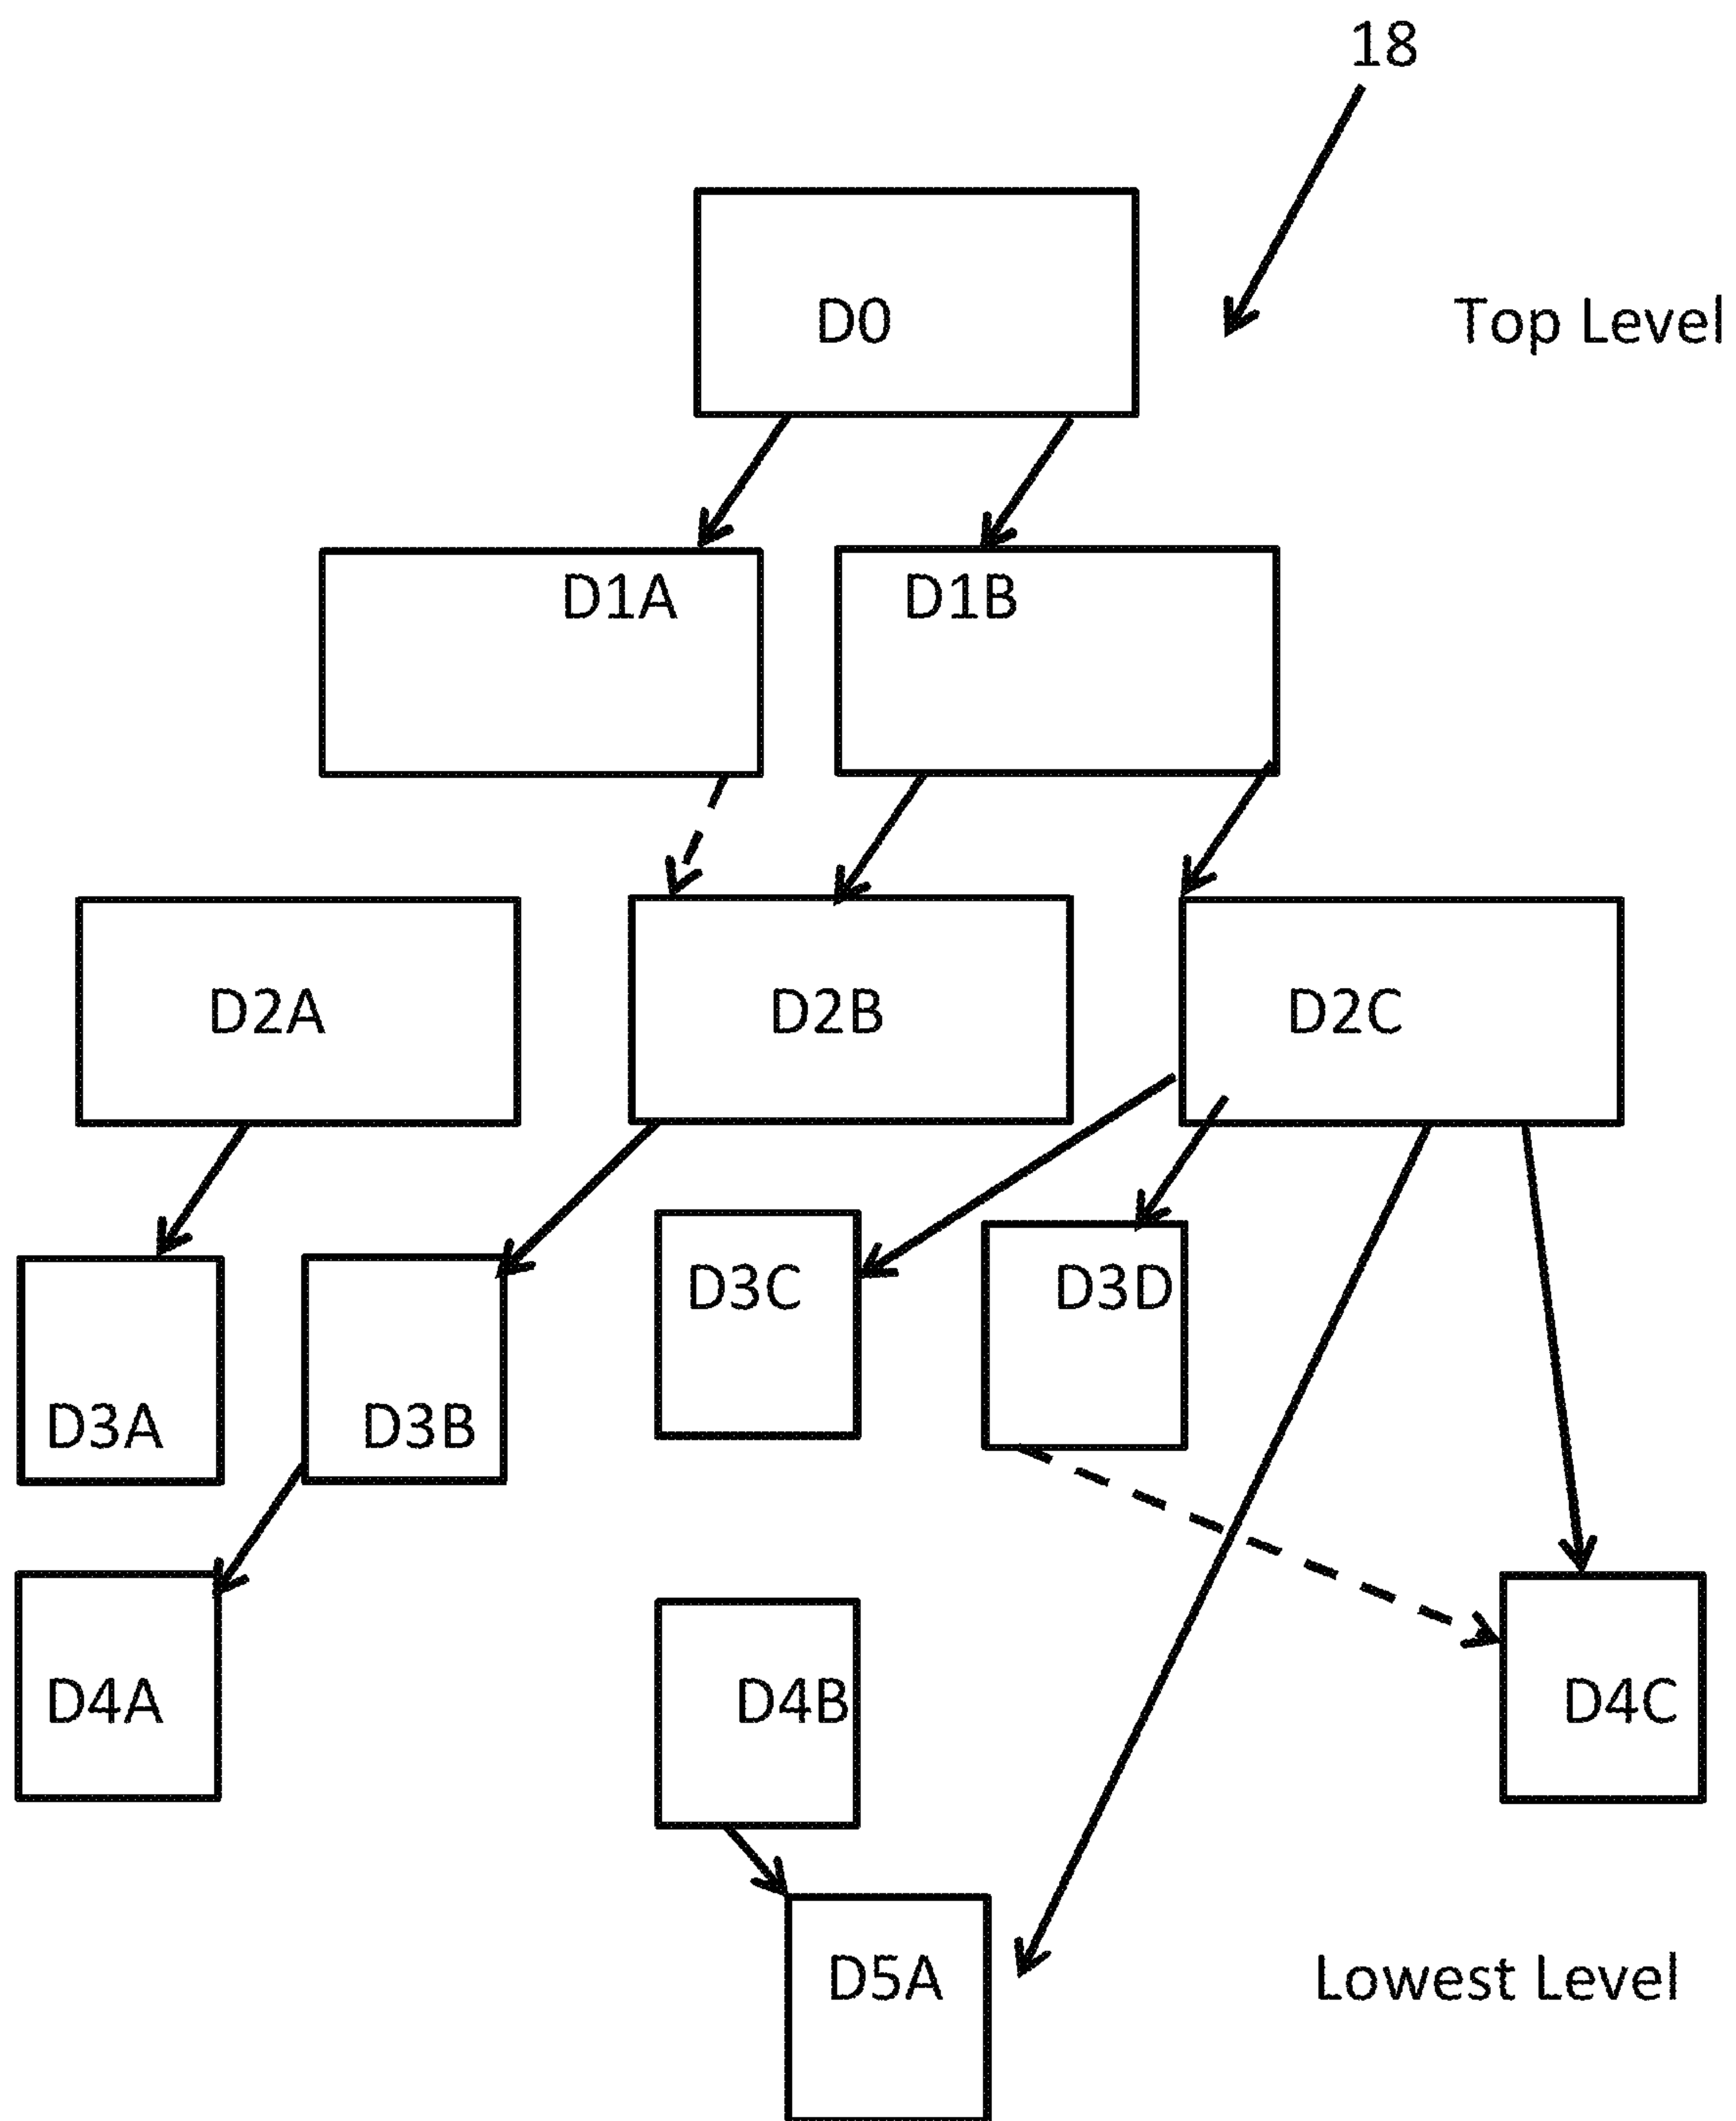 18
D0
Top Level
D1A
D1B
D2A
D2B
D2C
D3C
D3D
D3A
D3B
D4A
D4B
D4C
D5A
Lowest Level